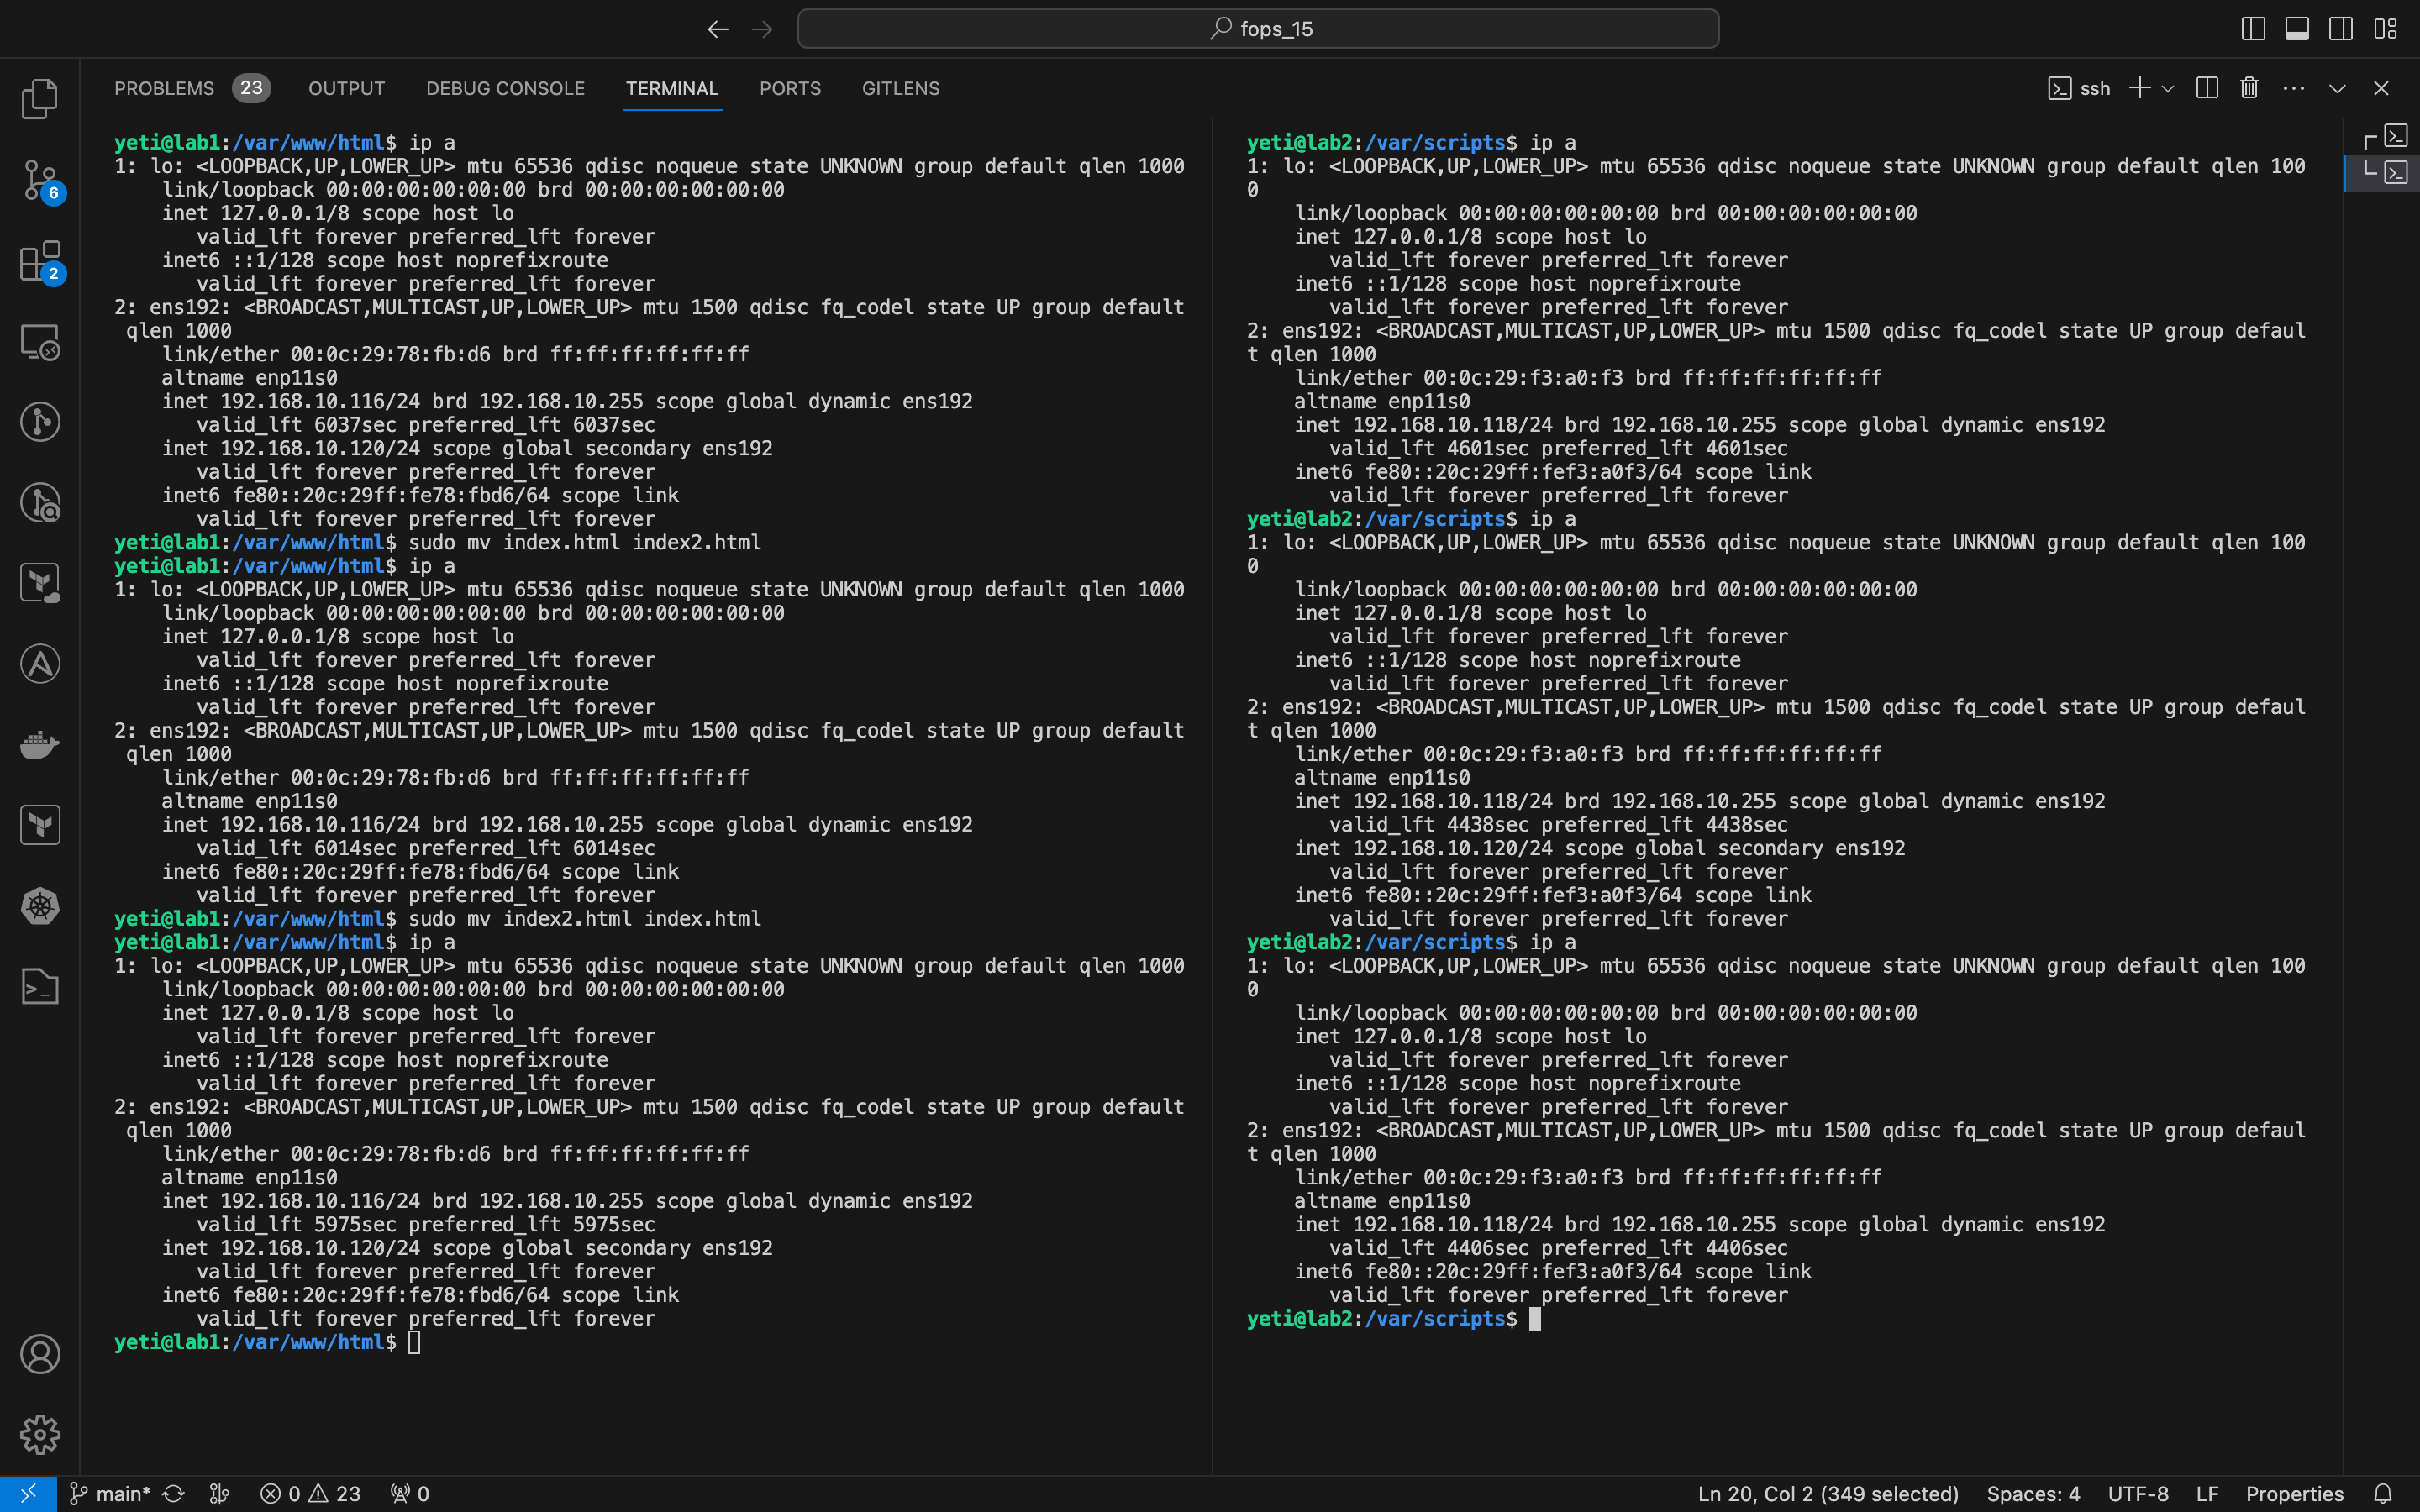 fops_15
PROBLEMS 23 OUTPUT DEBUG CONSOLE TERMINAL PORTS GITLENS
ssh
6
2
yeti@lab1:/var/www/html$ ip a
1: lo: <LOOPBACK,UP,LOWER_UP> mtu 65536 qdisc noqueue state UNKNOWN group default qlen 1000
    link/loopback 00:00:00:00:00:00 brd 00:00:00:00:00:00
    inet 127.0.0.1/8 scope host lo
       valid_lft forever preferred_lft forever
    inet6 ::1/128 scope host noprefixroute
       valid_lft forever preferred_lft forever
2: ens192: <BROADCAST,MULTICAST,UP,LOWER_UP> mtu 1500 qdisc fq_codel state UP group default
 qlen 1000
    link/ether 00:0c:29:78:fb:d6 brd ff:ff:ff:ff:ff:ff
    altname enp11s0
    inet 192.168.10.116/24 brd 192.168.10.255 scope global dynamic ens192
       valid_lft 6037sec preferred_lft 6037sec
    inet 192.168.10.120/24 scope global secondary ens192
       valid_lft forever preferred_lft forever
    inet6 fe80::20c:29ff:fe78:fbd6/64 scope link
       valid_lft forever preferred_lft forever
yeti@lab1:/var/www/html$ sudo mv index.html index2.html
yeti@lab1:/var/www/html$ ip a
1: lo: <LOOPBACK,UP,LOWER_UP> mtu 65536 qdisc noqueue state UNKNOWN group default qlen 1000
    link/loopback 00:00:00:00:00:00 brd 00:00:00:00:00:00
    inet 127.0.0.1/8 scope host lo
       valid_lft forever preferred_lft forever
    inet6 ::1/128 scope host noprefixroute
       valid_lft forever preferred_lft forever
2: ens192: <BROADCAST,MULTICAST,UP,LOWER_UP> mtu 1500 qdisc fq_codel state UP group default
 qlen 1000
    link/ether 00:0c:29:78:fb:d6 brd ff:ff:ff:ff:ff:ff
    altname enp11s0
    inet 192.168.10.116/24 brd 192.168.10.255 scope global dynamic ens192
       valid_lft 6014sec preferred_lft 6014sec
    inet6 fe80::20c:29ff:fe78:fbd6/64 scope link
       valid_lft forever preferred_lft forever
yeti@lab1:/var/www/html$ sudo mv index2.html index.html
yeti@lab1:/var/www/html$ ip a
1: lo: <LOOPBACK,UP,LOWER_UP> mtu 65536 qdisc noqueue state UNKNOWN group default qlen 1000
    link/loopback 00:00:00:00:00:00 brd 00:00:00:00:00:00
    inet 127.0.0.1/8 scope host lo
       valid_lft forever preferred_lft forever
    inet6 ::1/128 scope host noprefixroute
       valid_lft forever preferred_lft forever
2: ens192: <BROADCAST,MULTICAST,UP,LOWER_UP> mtu 1500 qdisc fq_codel state UP group default
 qlen 1000
    link/ether 00:0c:29:78:fb:d6 brd ff:ff:ff:ff:ff:ff
    altname enp11s0
    inet 192.168.10.116/24 brd 192.168.10.255 scope global dynamic ens192
       valid_lft 5975sec preferred_lft 5975sec
    inet 192.168.10.120/24 scope global secondary ens192
       valid_lft forever preferred_lft forever
    inet6 fe80::20c:29ff:fe78:fbd6/64 scope link
       valid_lft forever preferred_lft forever
yeti@lab1:/var/www/html$
yeti@lab2:/var/scripts$ ip a
1: lo: <LOOPBACK,UP,LOWER_UP> mtu 65536 qdisc noqueue state UNKNOWN group default qlen 100
0
    link/loopback 00:00:00:00:00:00 brd 00:00:00:00:00:00
    inet 127.0.0.1/8 scope host lo
       valid_lft forever preferred_lft forever
    inet6 ::1/128 scope host noprefixroute
       valid_lft forever preferred_lft forever
2: ens192: <BROADCAST,MULTICAST,UP,LOWER_UP> mtu 1500 qdisc fq_codel state UP group defaul
t qlen 1000
    link/ether 00:0c:29:f3:a0:f3 brd ff:ff:ff:ff:ff:ff
    altname enp11s0
    inet 192.168.10.118/24 brd 192.168.10.255 scope global dynamic ens192
       valid_lft 4601sec preferred_lft 4601sec
    inet6 fe80::20c:29ff:fef3:a0f3/64 scope link
       valid_lft forever preferred_lft forever
yeti@lab2:/var/scripts$ ip a
1: lo: <LOOPBACK,UP,LOWER_UP> mtu 65536 qdisc noqueue state UNKNOWN group default qlen 100
0
    link/loopback 00:00:00:00:00:00 brd 00:00:00:00:00:00
    inet 127.0.0.1/8 scope host lo
       valid_lft forever preferred_lft forever
    inet6 ::1/128 scope host noprefixroute
       valid_lft forever preferred_lft forever
2: ens192: <BROADCAST,MULTICAST,UP,LOWER_UP> mtu 1500 qdisc fq_codel state UP group defaul
t qlen 1000
    link/ether 00:0c:29:f3:a0:f3 brd ff:ff:ff:ff:ff:ff
    altname enp11s0
    inet 192.168.10.118/24 brd 192.168.10.255 scope global dynamic ens192
       valid_lft 4438sec preferred_lft 4438sec
    inet 192.168.10.120/24 scope global secondary ens192
       valid_lft forever preferred_lft forever
    inet6 fe80::20c:29ff:fef3:a0f3/64 scope link
       valid_lft forever preferred_lft forever
yeti@lab2:/var/scripts$ ip a
1: lo: <LOOPBACK,UP,LOWER_UP> mtu 65536 qdisc noqueue state UNKNOWN group default qlen 100
0
    link/loopback 00:00:00:00:00:00 brd 00:00:00:00:00:00
    inet 127.0.0.1/8 scope host lo
       valid_lft forever preferred_lft forever
    inet6 ::1/128 scope host noprefixroute
       valid_lft forever preferred_lft forever
2: ens192: <BROADCAST,MULTICAST,UP,LOWER_UP> mtu 1500 qdisc fq_codel state UP group defaul
t qlen 1000
    link/ether 00:0c:29:f3:a0:f3 brd ff:ff:ff:ff:ff:ff
    altname enp11s0
    inet 192.168.10.118/24 brd 192.168.10.255 scope global dynamic ens192
       valid_lft 4406sec preferred_lft 4406sec
    inet6 fe80::20c:29ff:fef3:a0f3/64 scope link
       valid_lft forever preferred_lft forever
yeti@lab2:/var/scripts$
main* 0 23 0 Ln 20, Col 2 (349 selected) Spaces: 4 UTF-8 LF Properties